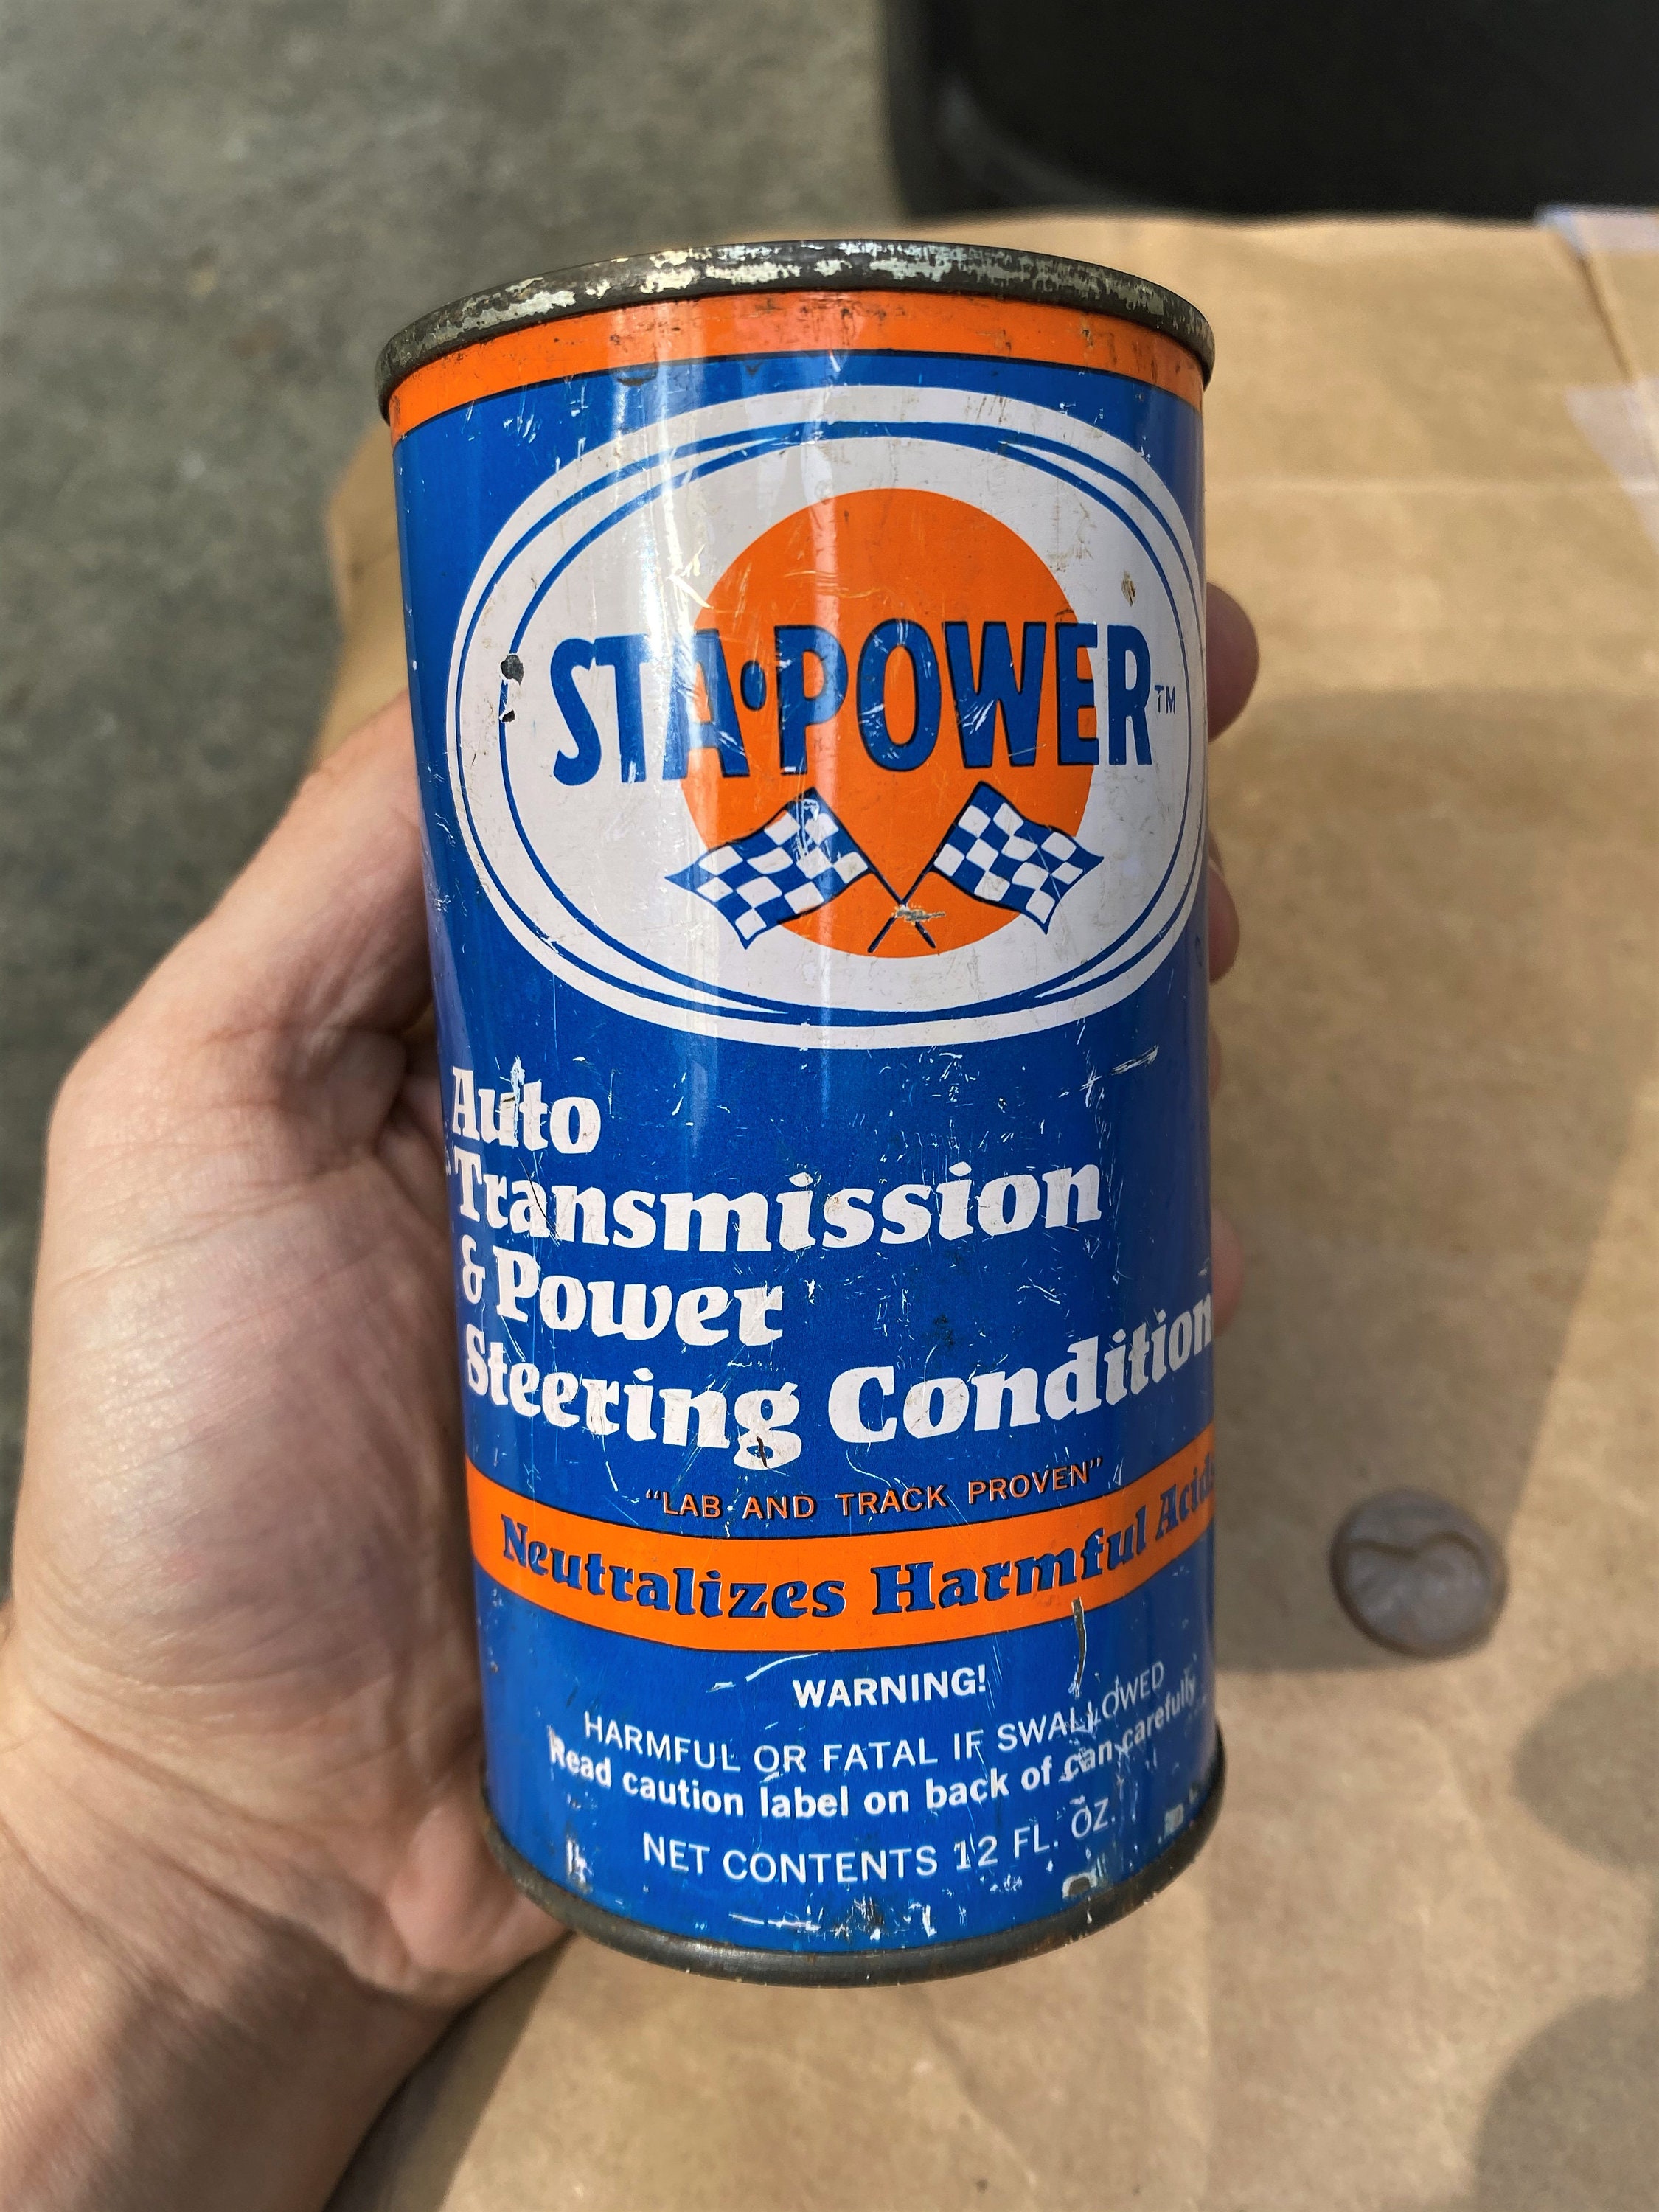 STA·POWER™
Auto
Transmission
& Power
Steering Condition
"LAB AND TRACK PROVEN"
Neutralizes Harmful Acids
WARNING!
HARMFUL OR FATAL IF SWALLOWED
Read caution label on back of can carefully
NET CONTENTS 12 FL. OZ.